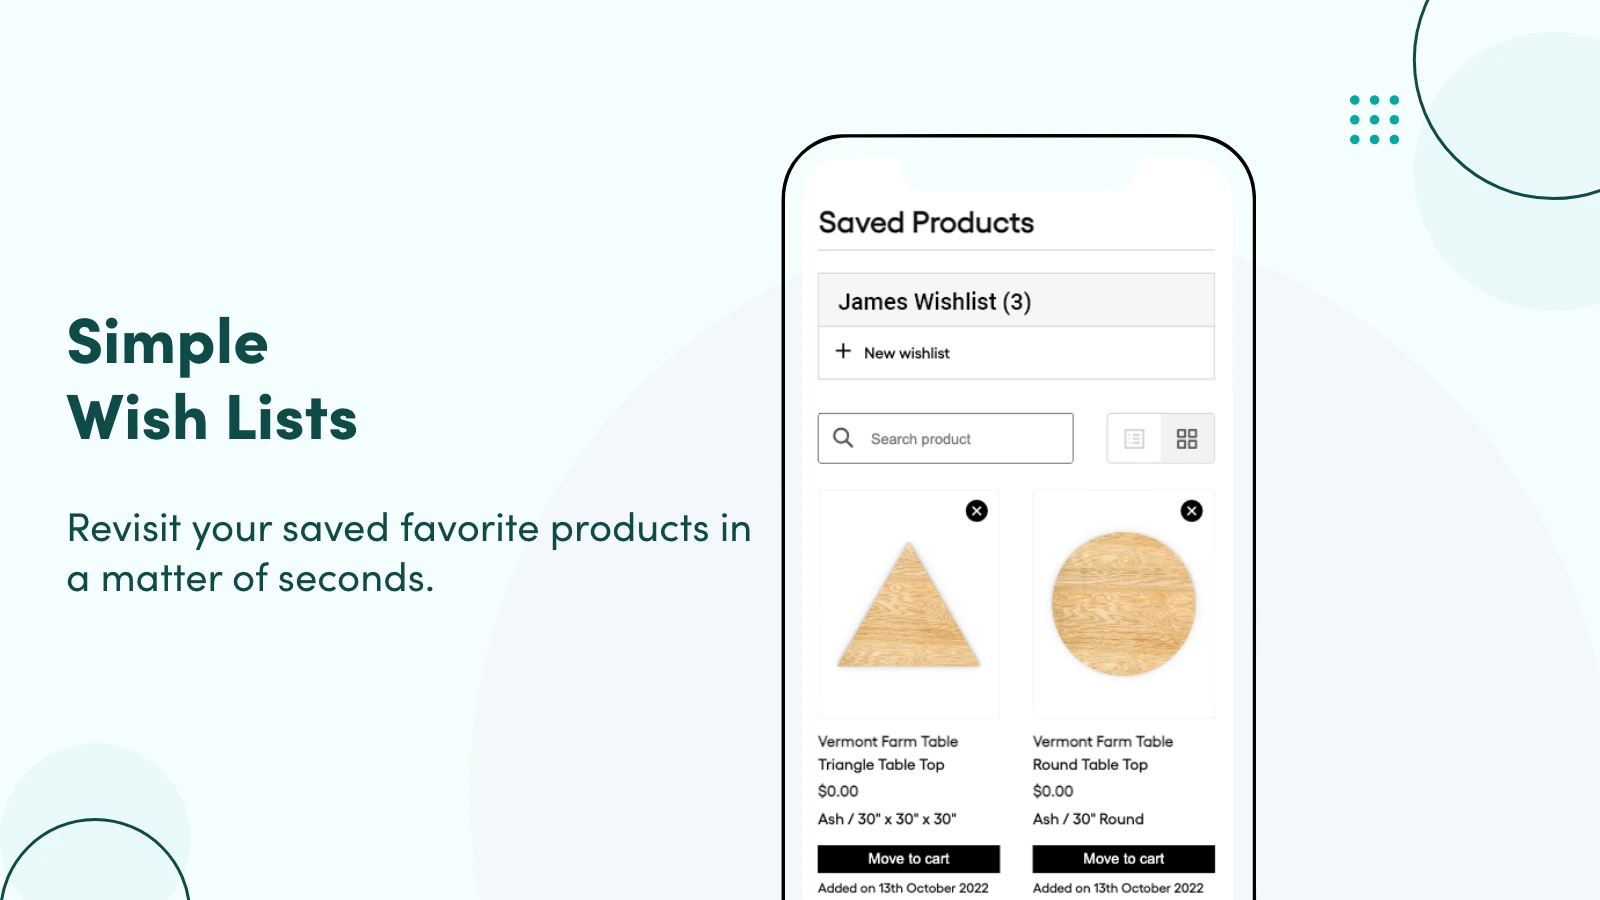 Simple
Wish Lists
Revisit your saved favorite products in
a matter of seconds.
Saved Products
James Wishlist (3)
New wishlist
Search product
Vermont Farm Table
Triangle Table Top
$0.00
Ash / 30" x 30" x 30"
Move to cart
Added on 13th October 2022
Vermont Farm Table
Round Table Top
$0.00
Ash / 30" Round
Move to cart
Added on 13th October 2022